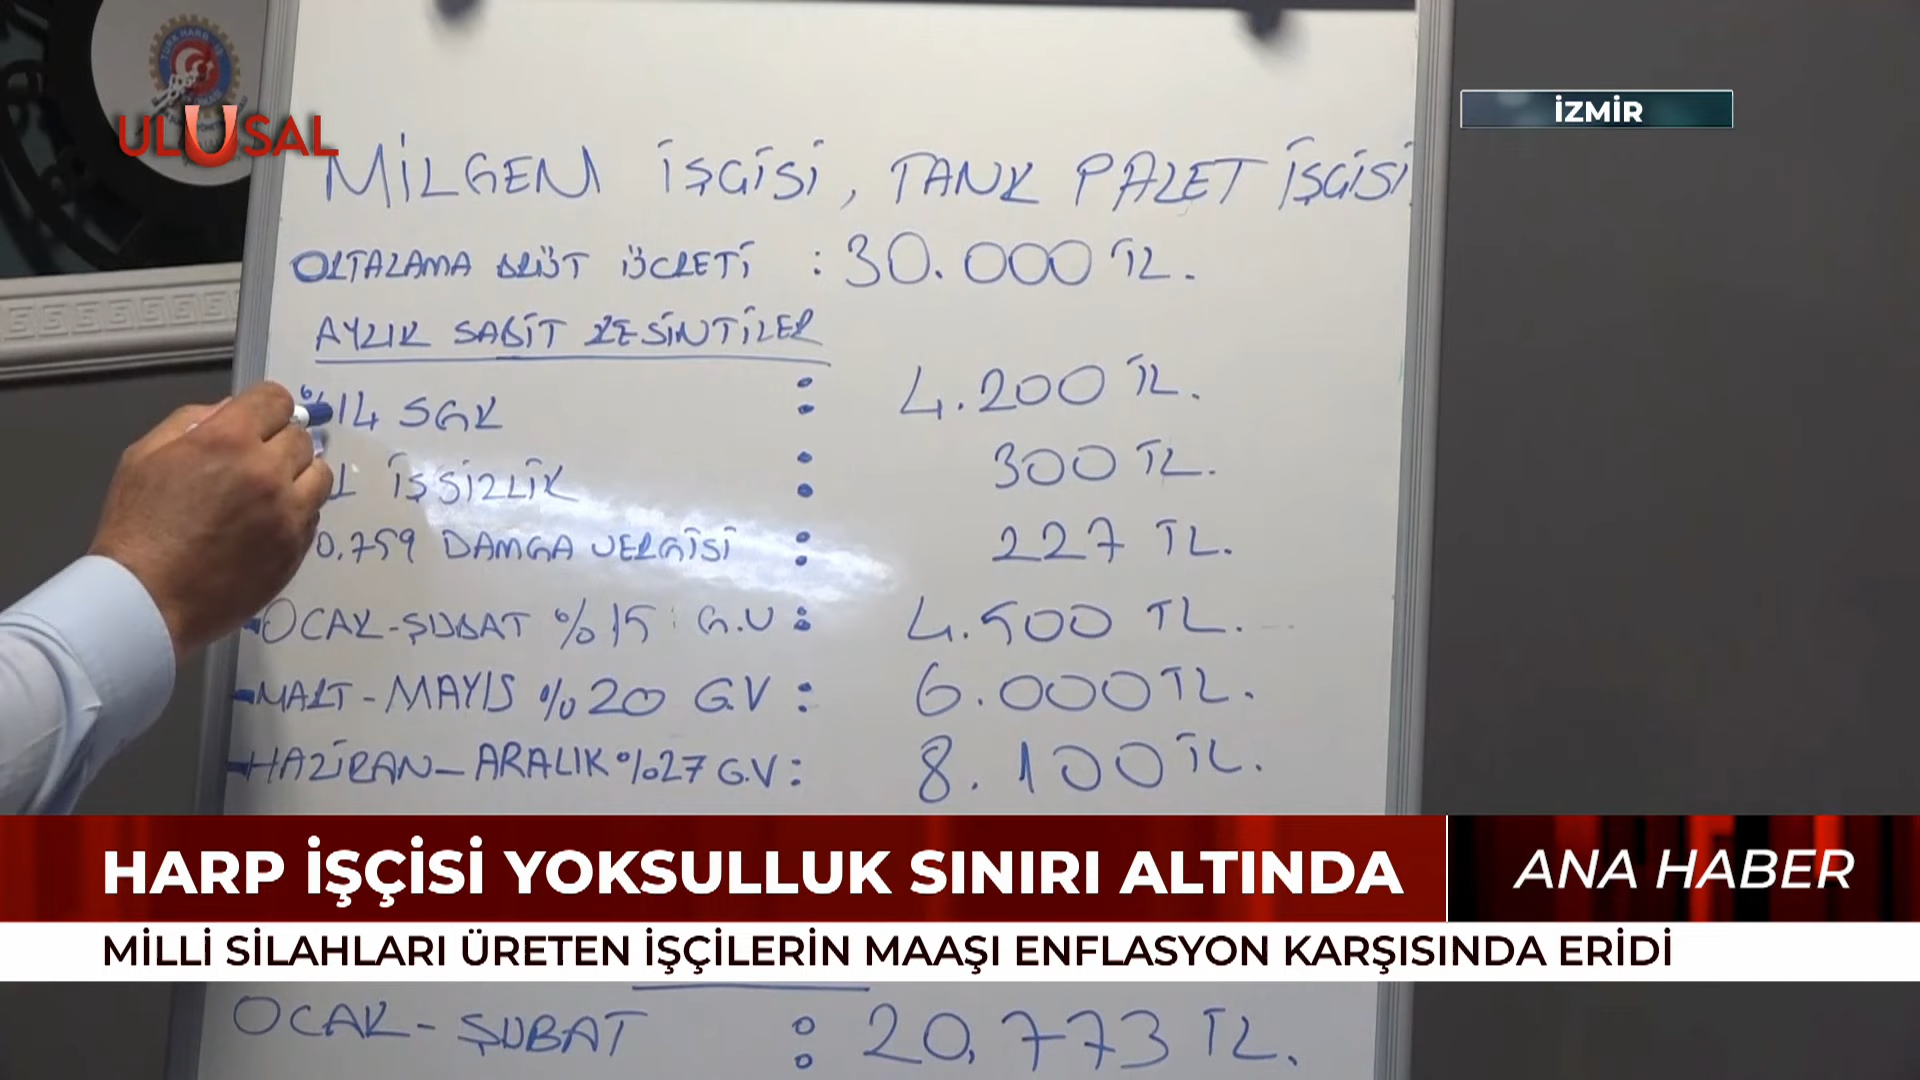 TÜRK HARB-İŞ
ULUSAL
İZMİR
MİLGEM İŞÇİSİ, TANK PALET İŞÇİSİ
ORTALAMA BRÜT ÜCRETİ : 30.000 TL.
AYLIK SABİT KESİNTİLER
%14 SGK : 4.200 TL.
1 İŞSİZLİK : 300 TL.
0.759 DAMGA VERGİSİ : 227 TL.
-OCAK-ŞUBAT %15 G.V : 4.500 TL.
-MART-MAYIS %20 G.V : 6.000 TL.
-HAZİRAN-ARALIK %27 G.V : 8.100 TL.
HARP İŞÇİSİ YOKSULLUK SINIRI ALTINDA
ANA HABER
MİLLİ SİLAHLARI ÜRETEN İŞÇİLERİN MAAŞI ENFLASYON KARŞISINDA ERİDİ
OCAK-ŞUBAT : 20.773 TL.